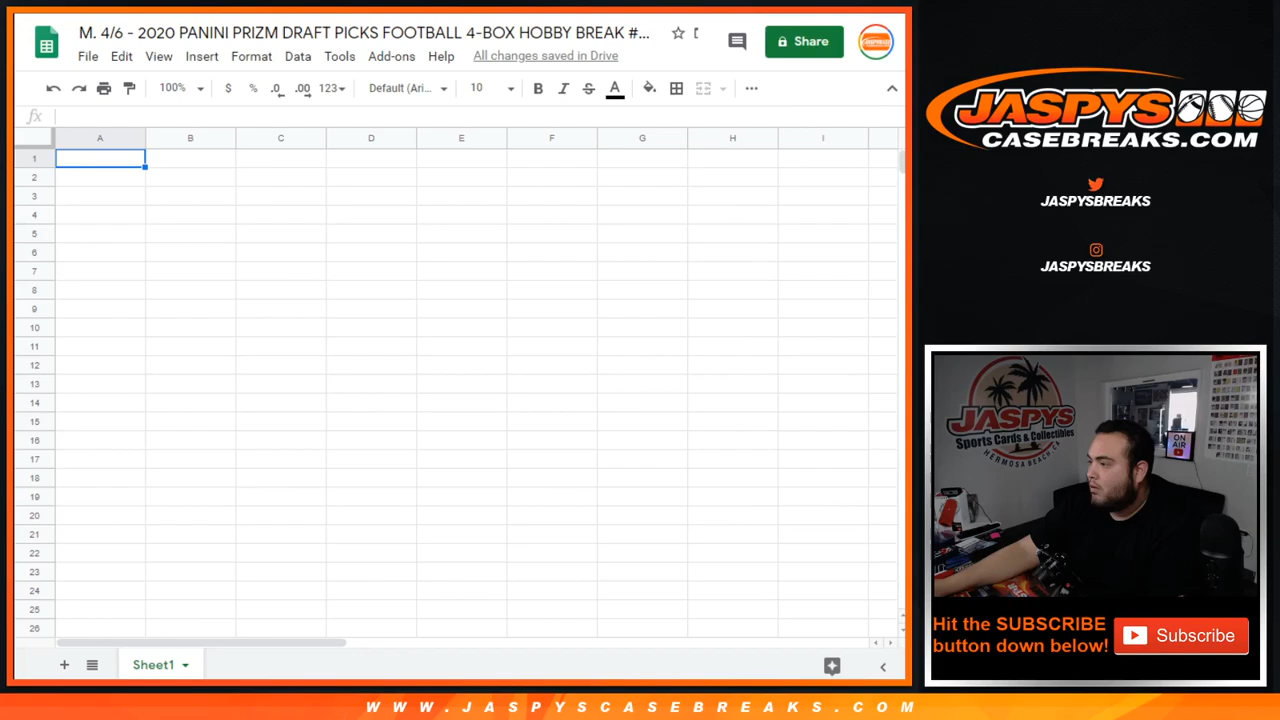 M. 4/6 - 2020 PANINI PRIZM DRAFT PICKS FOOTBALL 4-BOX HOBBY BREAK #...
File Edit View Insert Format Data Tools Add-ons Help All changes saved in Drive
Share
100% $ % .0 .00 123 Default (Ari... 10 B I S A
fx
A B C D E F G H I
1
2
3
4
5
6
7
8
9
10
11
12
13
14
15
16
17
18
19
20
21
22
23
24
25
26
Sheet1
JASPYS
CASEBREAKS.COM
JASPYSBREAKS
JASPYSBREAKS
JASPYS
Sports Cards & Collectibles
HERMOSA BEACH CA
ON
AIR
Hit the SUBSCRIBE
button down below!
Subscribe
WWW.JASPYSCASEBREAKS.COM